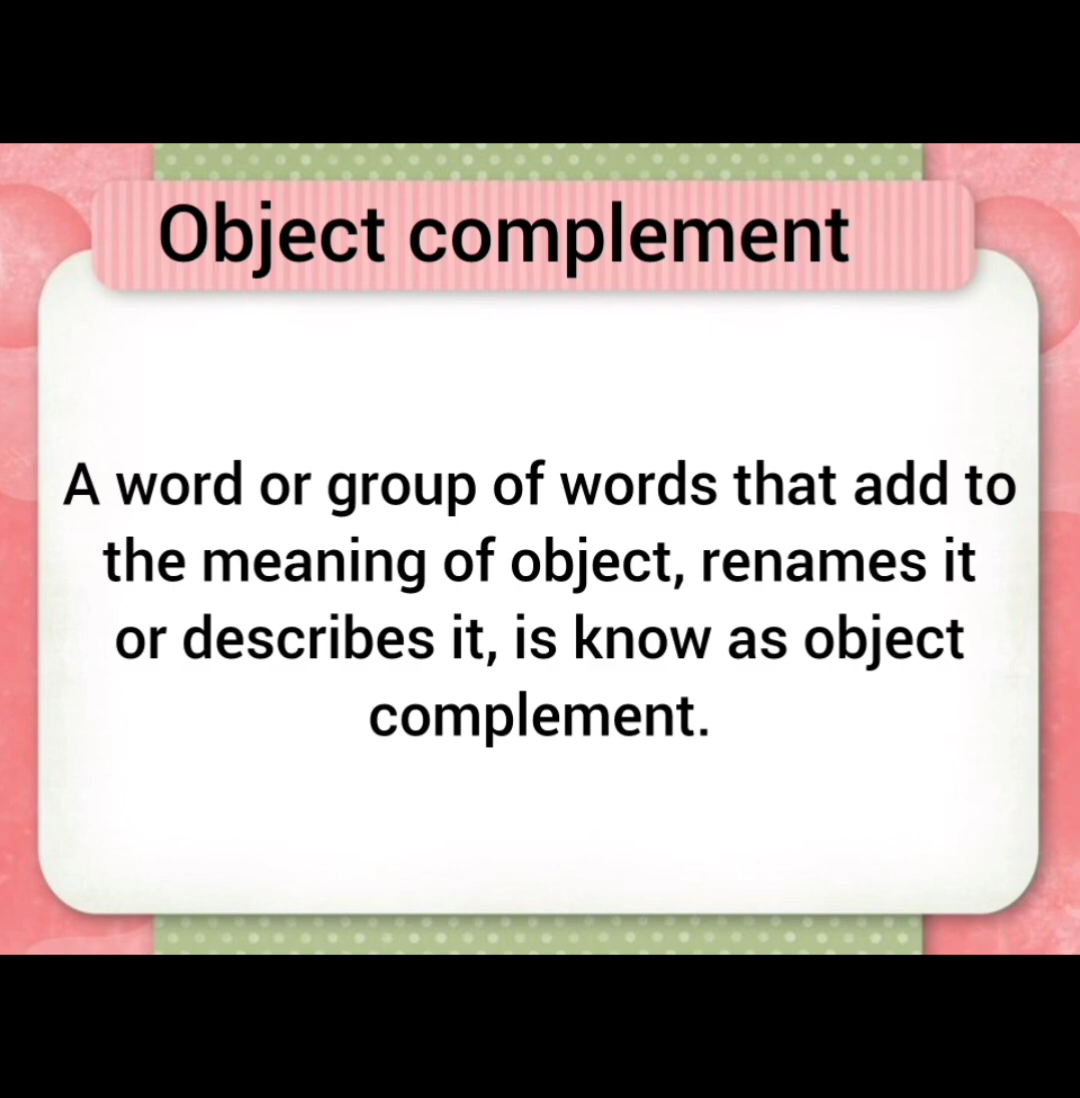 Object complement
A word or group of words that add to
the meaning of object, renames it
or describes it, is know as object
complement.